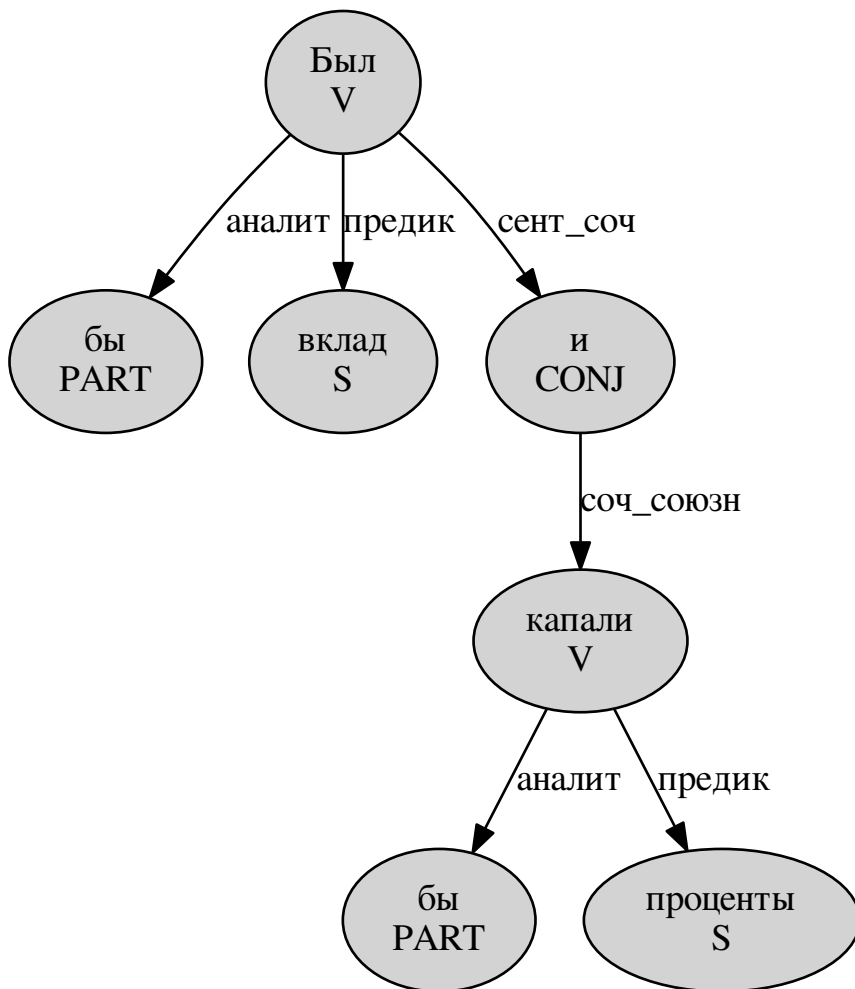 Был
V
аналит предик сент_соч
бы
PART
вклад
S
и
CONJ
соч_союзн
капали
V
аналит предик
бы
PART
проценты
S